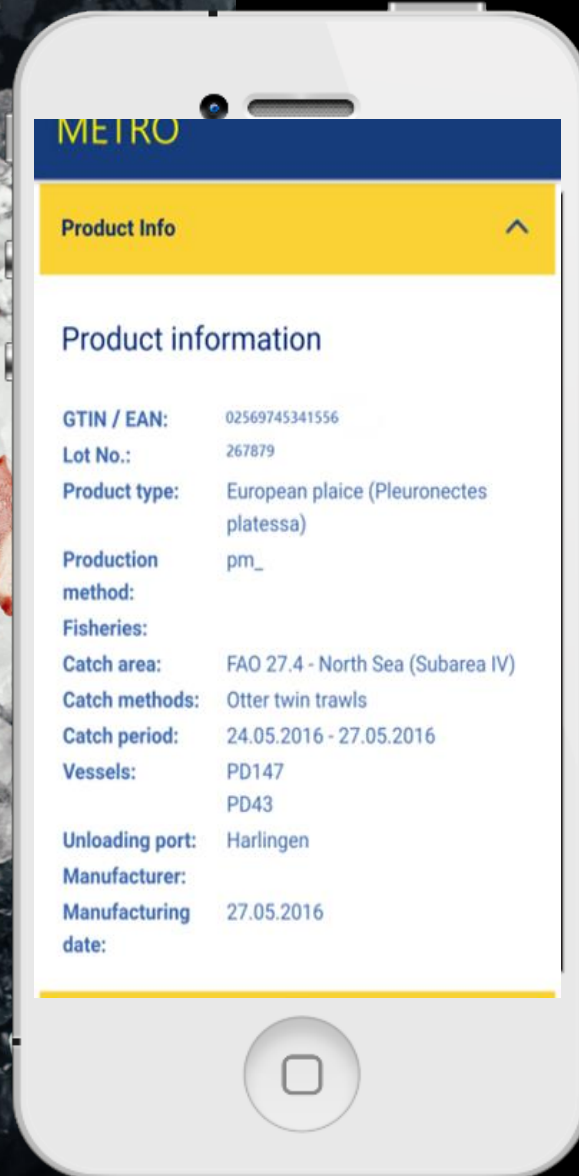 METRO
Product Info
Product information
GTIN / EAN: 02569745341556
Lot No.: 267879
Product type: European plaice (Pleuronectes
platessa)
Production pm_
method:
Fisheries:
Catch area: FAO 27.4 - North Sea (Subarea IV)
Catch methods: Otter twin trawls
Catch period: 24.05.2016 - 27.05.2016
Vessels: PD147
PD43
Unloading port: Harlingen
Manufacturer:
Manufacturing 27.05.2016
date: